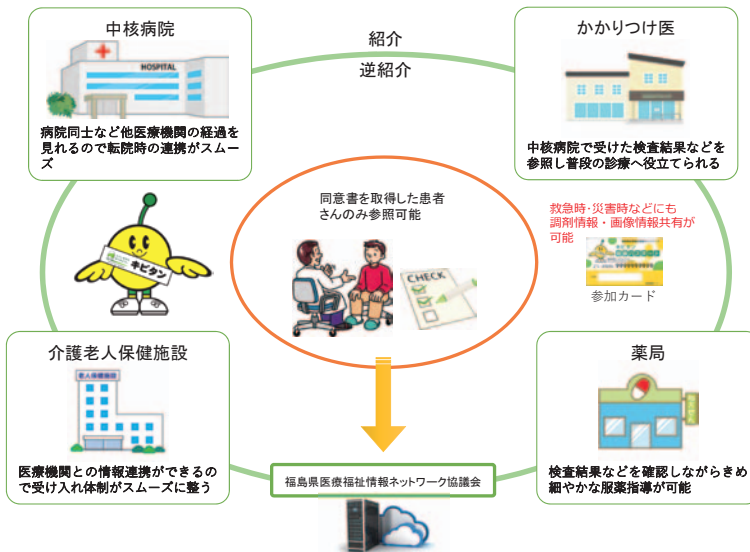 中核病院
HOSPITAL
病院同士など他医療機関の経過を
見れるので転院時の連携がスムー
ズ
紹介
逆紹介
かかりつけ医
中核病院で受けた検査結果などを
参照し普段の診療へ役立てられる
同意書を取得した患者
さんのみ参照可能
CHECK
キビタン
救急時・災害時などにも
調剤情報・画像情報共有が
可能
キビタン
参加カード
介護老人保健施設
老人保健施設
医療機関との情報連携ができるの
で受け入れ体制がスムーズに整う
薬局
検査結果などを確認しながらきめ
細やかな服薬指導が可能
福島県医療福祉情報ネットワーク協議会